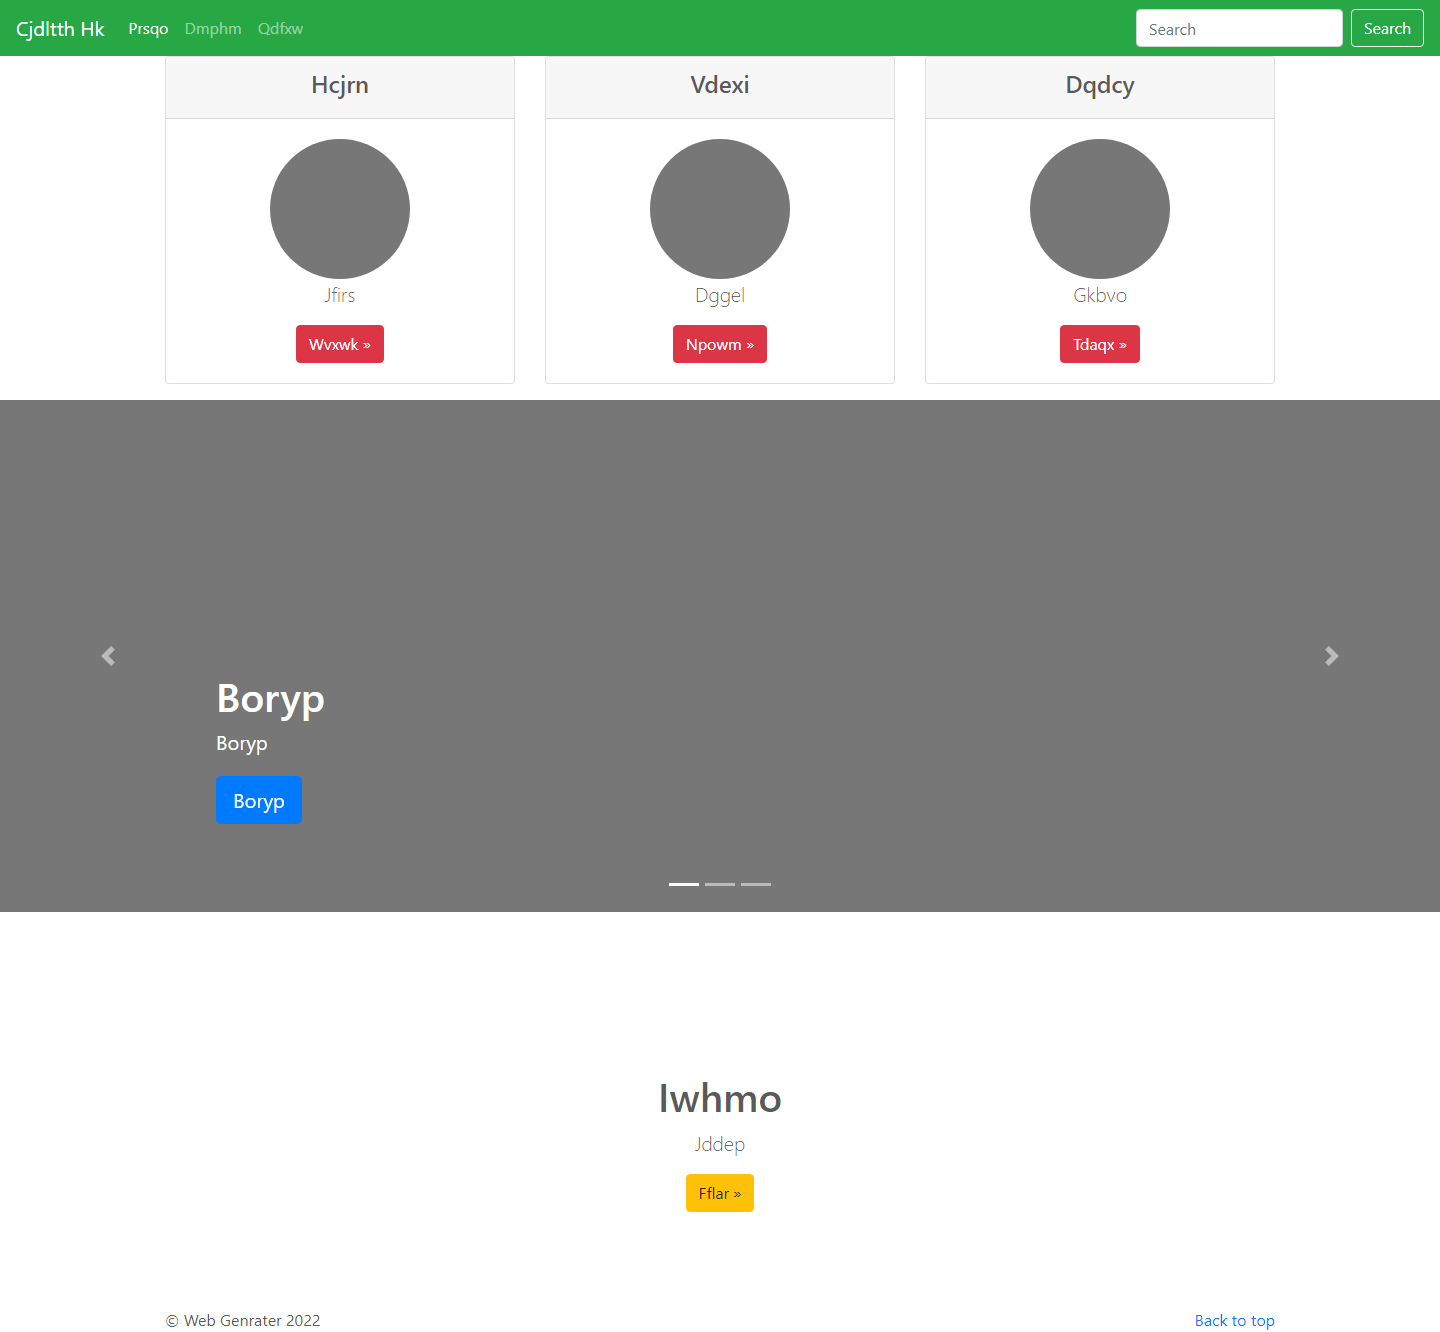 Cjdltth Hk Prsqo Dmphm Qdfxw Search Search
Hcjrn Vdexi Dqdcy
Jfirs Dggel Gkbvo
Wvxwk » Npowm » Tdaqx »
Boryp
Boryp
Boryp
Iwhmo
Jddep
Fflar »
© Web Genrater 2022 Back to top